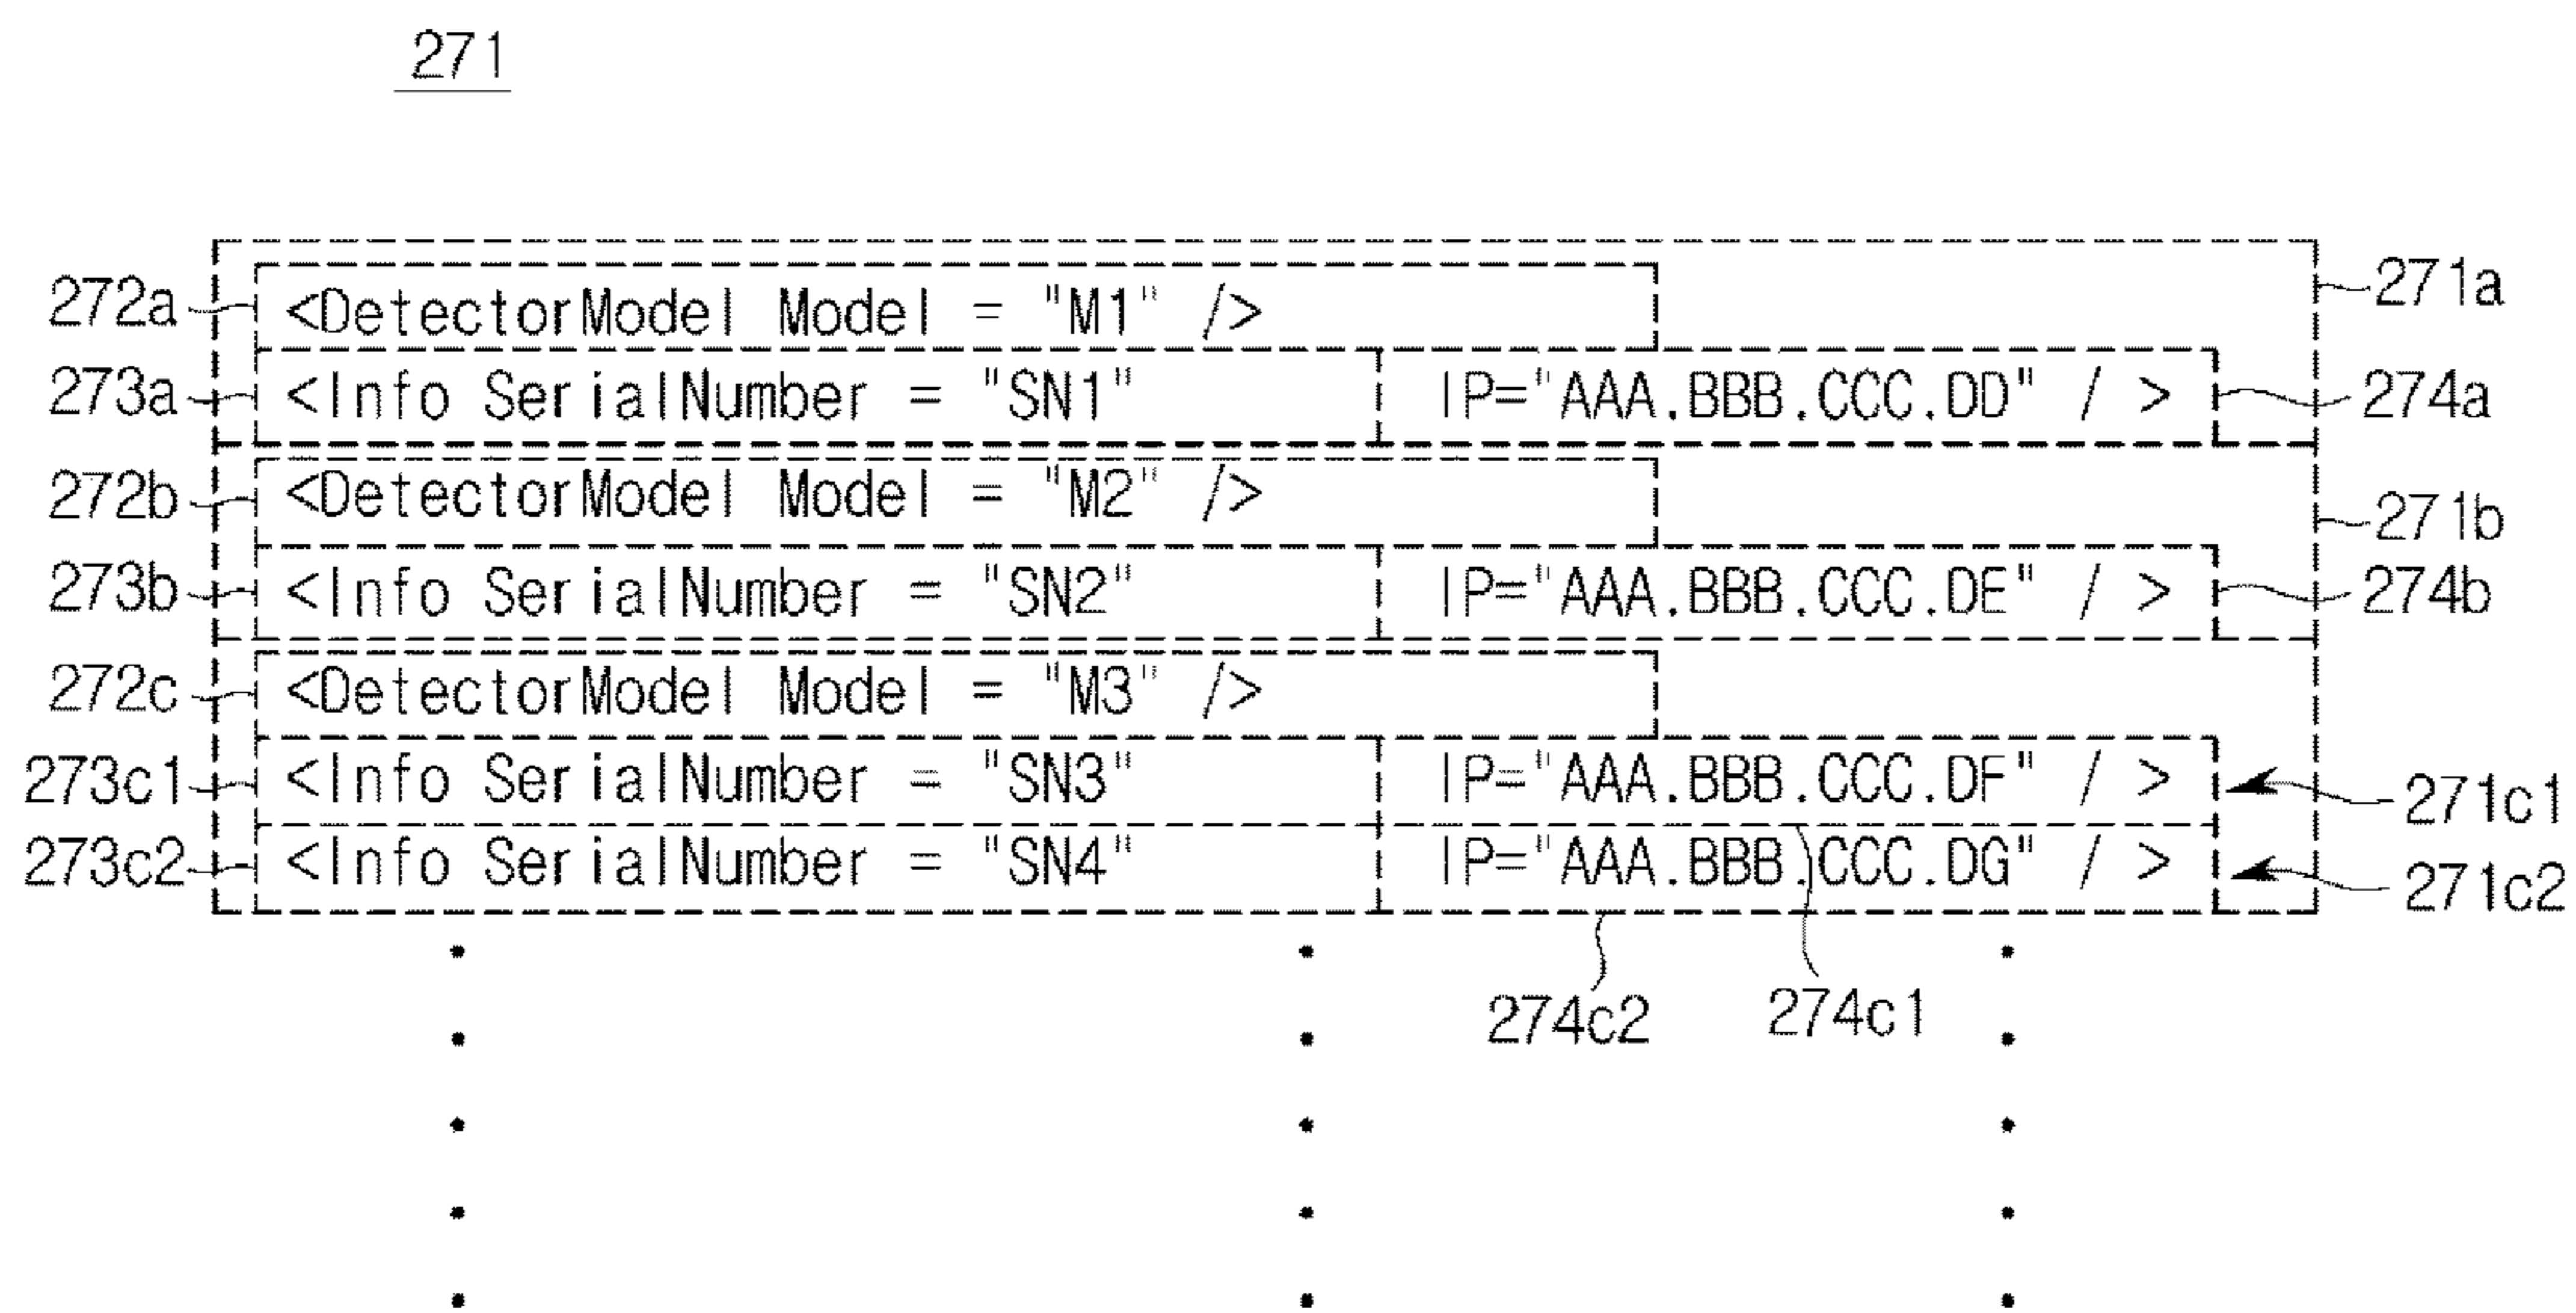 271
272a <DetectorModel Model = "M1" /> 271a
273a <Info SerialNumber = "SN1" IP="AAA.BBB.CCC.DD" / > 274a
272b <DetectorModel Model = "M2" /> 271b
273b <Info SerialNumber = "SN2" IP="AAA.BBB.CCC.DE" / > 274b
272c <DetectorModel Model = "M3" />
273c1 <Info SerialNumber = "SN3" IP="AAA.BBB.CCC.DF" / > 271c1
273c2 <Info SerialNumber = "SN4" IP="AAA.BBB.CCC.DG" / > 271c2
274c2 274c1